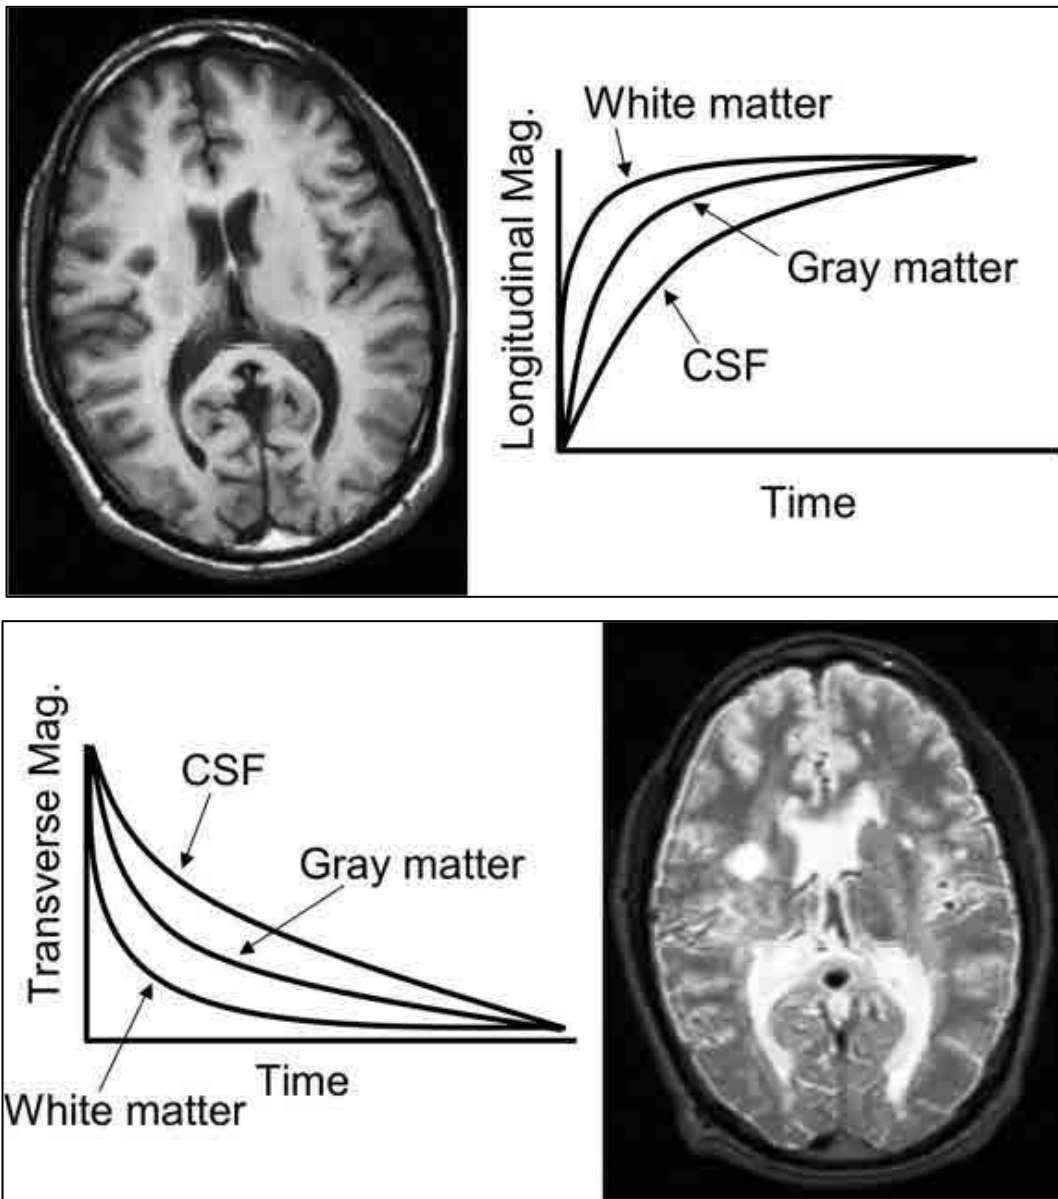 White matter
Longitudinal Mag.
Gray matter
CSF
Time
Transverse Mag.
CSF
Gray matter
Time
White matter